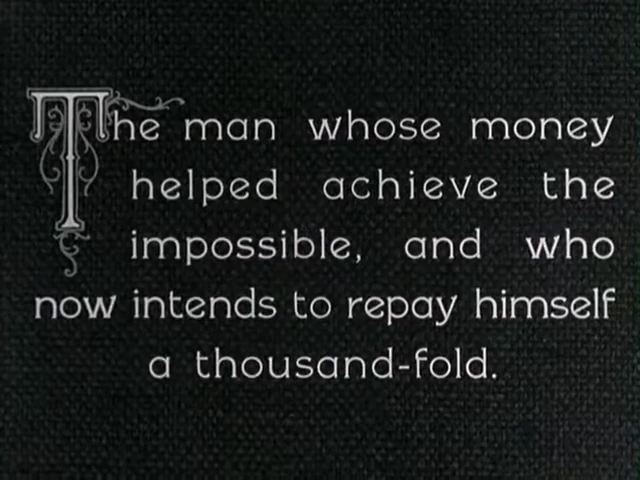 The man whose money
helped achieve the
impossible, and who
now intends to repay himself
a thousand-fold.